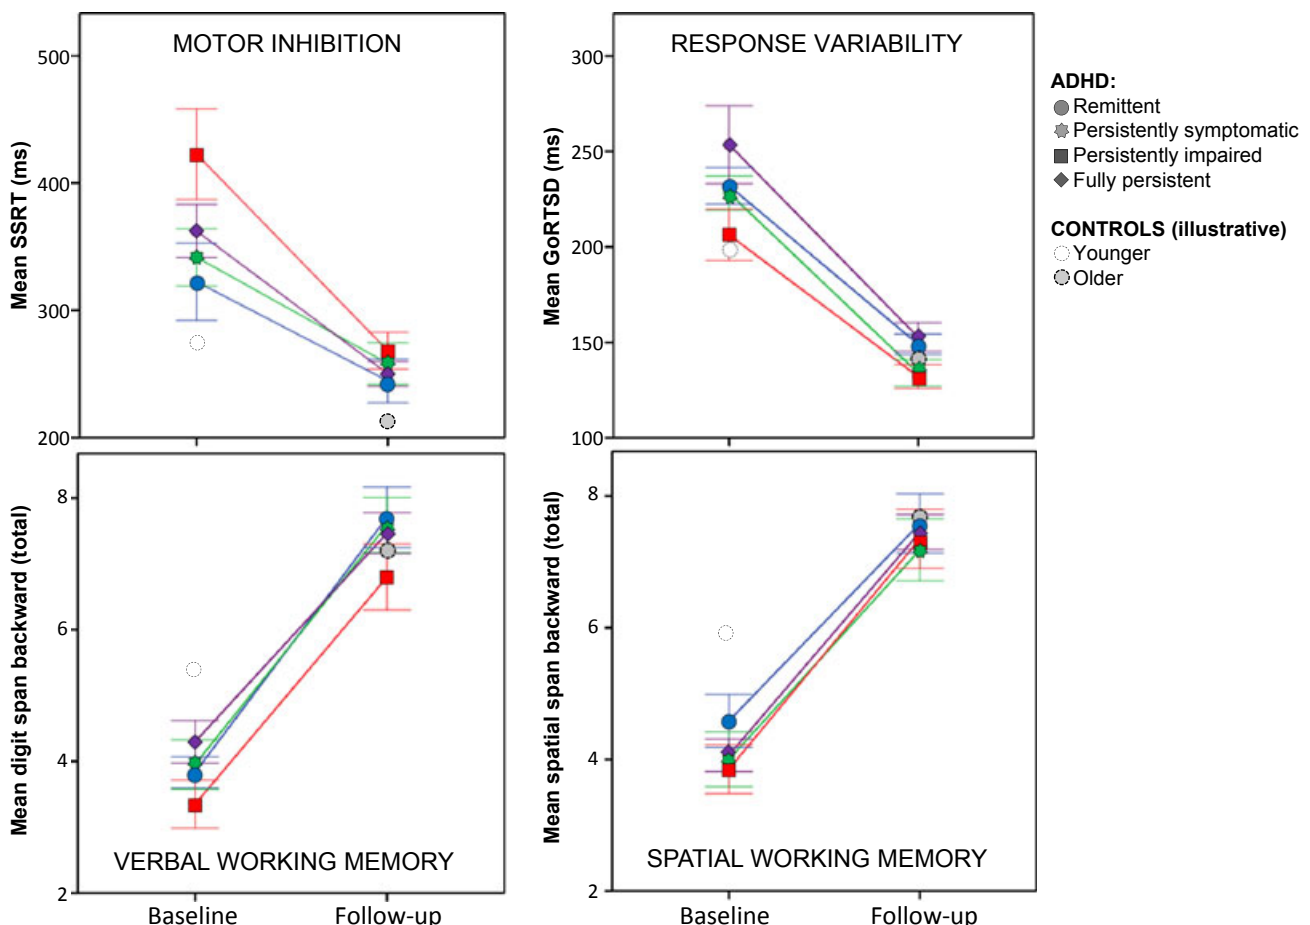 MOTOR INHIBITION
500
400
300
200
Mean SSRT (ms)
RESPONSE VARIABILITY
300
250
200
150
100
Mean GoRTSD (ms)
ADHD:
Remittent
Persistently symptomatic
Persistently impaired
Fully persistent
CONTROLS (illustrative)
Younger
Older
8
6
4
2
Mean digit span backward (total)
VERBAL WORKING MEMORY
Baseline
Follow-up
8
6
4
2
Mean spatial span backward (total)
SPATIAL WORKING MEMORY
Baseline
Follow-up